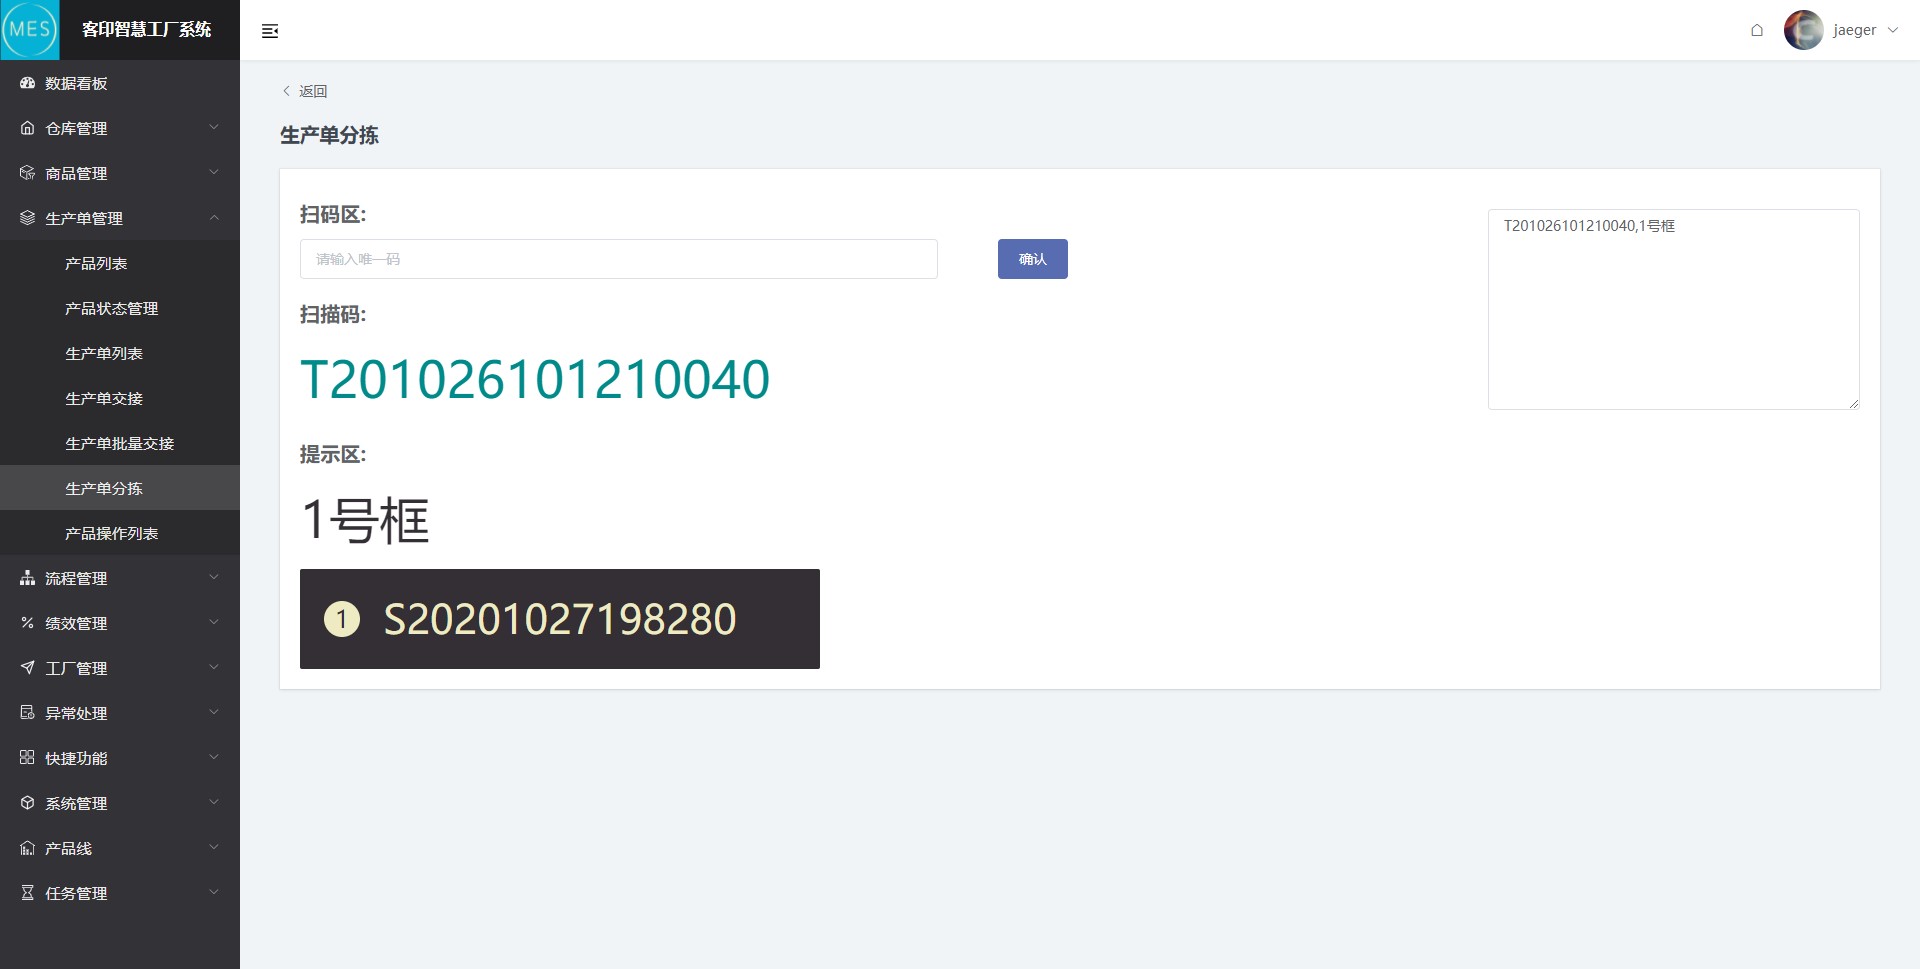 MES
客印智慧工厂系统
jaeger
数据看板
仓库管理
商品管理
生产单管理
产品列表
产品状态管理
生产单列表
生产单交接
生产单批量交接
生产单分拣
产品操作列表
流程管理
绩效管理
工厂管理
异常处理
快捷功能
系统管理
产品线
任务管理
返回
生产单分拣
扫码区:
请输入唯一码
确认
T201026101210040,1号框
扫描码:
T201026101210040
提示区:
1号框
1 S20201027198280